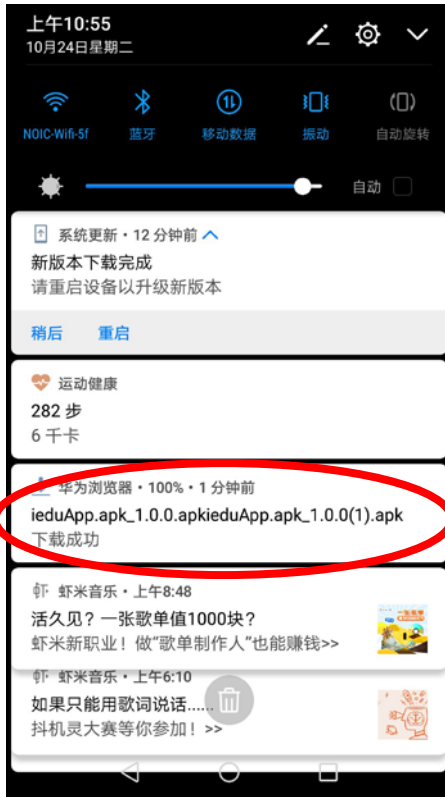 上午10:55
10月24日星期二
NOIC-Wifi-5f 蓝牙 移动数据 振动 自动旋转
自动
系统更新・12 分钟前
新版本下载完成
请重启设备以升级新版本
稍后 重启
运动健康
282 步
6 千卡
华为浏览器・100%・1 分钟前
ieduApp.apk_1.0.0.apkieduApp.apk_1.0.0(1).apk
下载成功
虾米音乐・上午8:48
活久见？一张歌单值1000块？
虾米新职业！做“歌单制作人”也能赚钱>>
虾米音乐・上午6:10
如果只能用歌词说话......
抖机灵大赛等你参加！>>